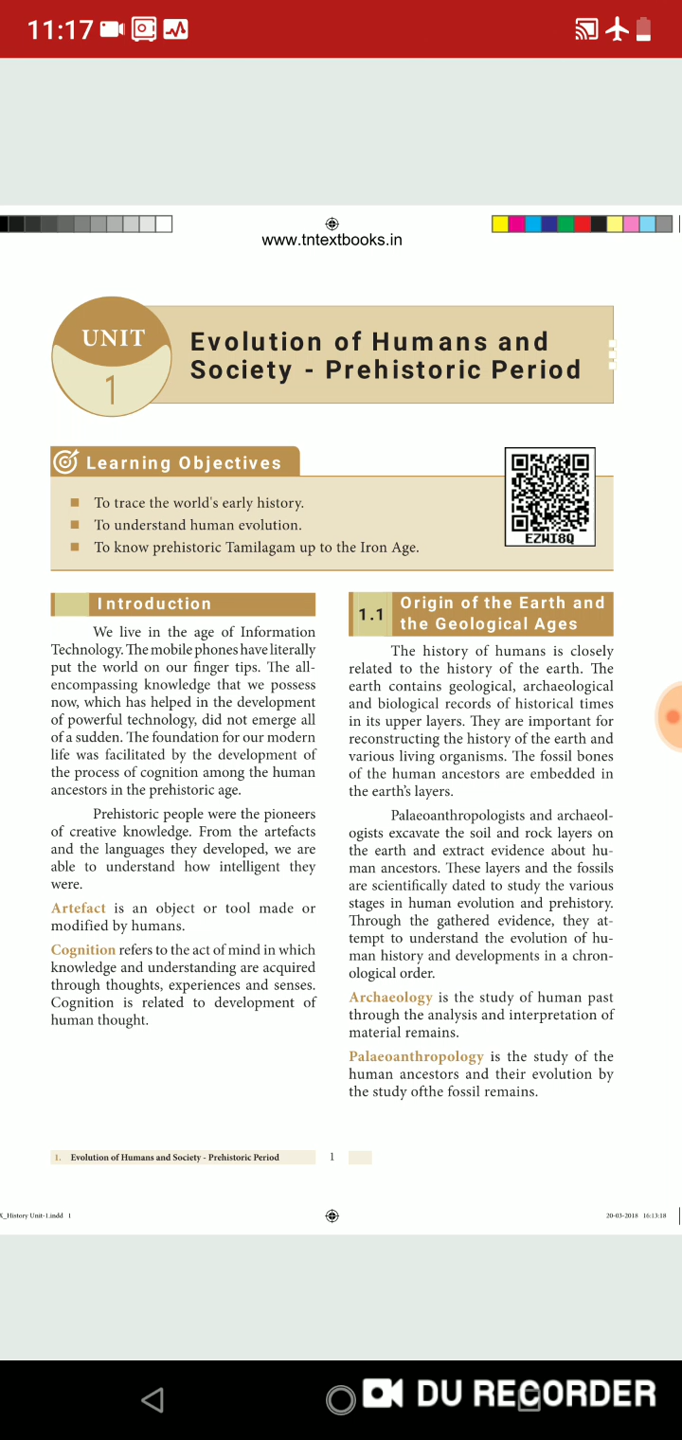 11:17
www.tntextbooks.in
UNIT
1
Evolution of Humans and
Society - Prehistoric Period
Learning Objectives
To trace the world's early history.
To understand human evolution.
To know prehistoric Tamilagam up to the Iron Age.
EZWI8Q
Introduction
We live in the age of Information
Technology. The mobile phones have literally
put the world on our finger tips. The all-
encompassing knowledge that we possess
now, which has helped in the development
of powerful technology, did not emerge all
of a sudden. The foundation for our modern
life was facilitated by the development of
the process of cognition among the human
ancestors in the prehistoric age.
Prehistoric people were the pioneers
of creative knowledge. From the artefacts
and the languages they developed, we are
able to understand how intelligent they
were.
Artefact is an object or tool made or
modified by humans.
Cognition refers to the act of mind in which
knowledge and understanding are acquired
through thoughts, experiences and senses.
Cognition is related to development of
human thought.
1.1
Origin of the Earth and
the Geological Ages
The history of humans is closely
related to the history of the earth. The
earth contains geological, archaeological
and biological records of historical times
in its upper layers. They are important for
reconstructing the history of the earth and
various living organisms. The fossil bones
of the human ancestors are embedded in
the earth's layers.
Palaeoanthropologists and archaeol-
ogists excavate the soil and rock layers on
the earth and extract evidence about hu-
man ancestors. These layers and the fossils
are scientifically dated to study the various
stages in human evolution and prehistory.
Through the gathered evidence, they at-
tempt to understand the evolution of hu-
man history and developments in a chron-
ological order.
Archaeology is the study of human past
through the analysis and interpretation of
material remains.
Palaeoanthropology is the study of the
human ancestors and their evolution by
the study ofthe fossil remains.
1. Evolution of Humans and Society - Prehistoric Period
1
X_History Unit-1.indd 1
20-03-2018 16:13:18
DU RECORDER